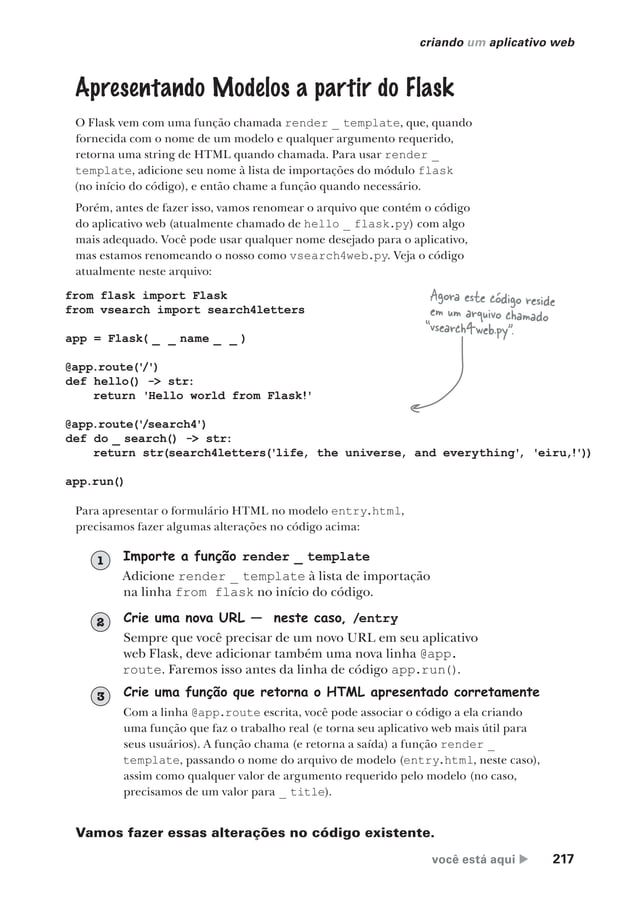 criando um aplicativo web
Apresentando Modelos a partir do Flask
O Flask vem com uma função chamada render _ template, que, quando
fornecida com o nome de um modelo e qualquer argumento requerido,
retorna uma string de HTML quando chamada. Para usar render _
template, adicione seu nome à lista de importações do módulo flask
(no início do código), e então chame a função quando necessário.
Porém, antes de fazer isso, vamos renomear o arquivo que contém o código
do aplicativo web (atualmente chamado de hello _ flask.py) com algo
mais adequado. Você pode usar qualquer nome desejado para o aplicativo,
mas estamos renomeando o nosso como vsearch4web.py. Veja o código
atualmente neste arquivo:
from flask import Flask
from vsearch import search4letters
app = Flask( _ _ name _ _ )
@app.route('/')
def hello() -> str:
    return 'Hello world from Flask!'
@app.route('/search4')
def do _ search() -> str:
    return str(search4letters('life, the universe, and everything', 'eiru,!'))
app.run()
Agora este código reside
em um arquivo chamado
"vsearch4web.py".
Para apresentar o formulário HTML no modelo entry.html,
precisamos fazer algumas alterações no código acima:
1 Importe a função render _ template
Adicione render _ template à lista de importação
na linha from flask no início do código.
2 Crie uma nova URL — neste caso, /entry
Sempre que você precisar de um novo URL em seu aplicativo
web Flask, deve adicionar também uma nova linha @app.
route. Faremos isso antes da linha de código app.run().
3 Crie uma função que retorna o HTML apresentado corretamente
Com a linha @app.route escrita, você pode associar o código a ela criando
uma função que faz o trabalho real (e torna seu aplicativo web mais útil para
seus usuários). A função chama (e retorna a saída) a função render _
template, passando o nome do arquivo de modelo (entry.html, neste caso),
assim como qualquer valor de argumento requerido pelo modelo (no caso,
precisamos de um valor para _ title).
Vamos fazer essas alterações no código existente.
você está aqui ▶ 217